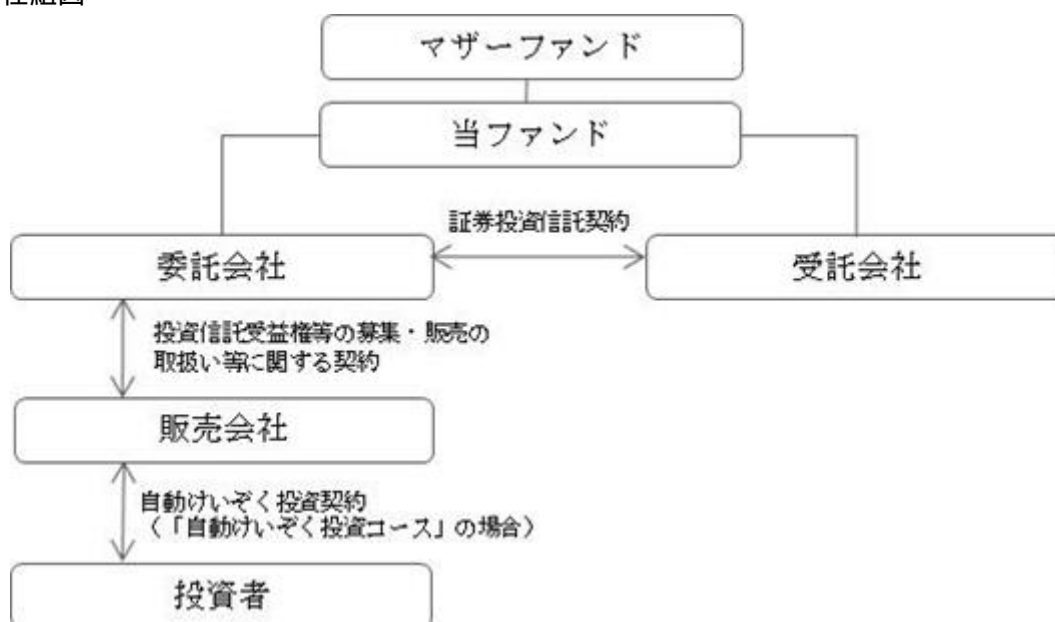 マザーファンド
当ファンド
証券投資信託契約
委託会社
受託会社
投資信託受益権等の募集・販売の
取扱い等に関する契約
販売会社
自動けいぞく投資契約
（「自動けいぞく投資コース」の場合）
投資者